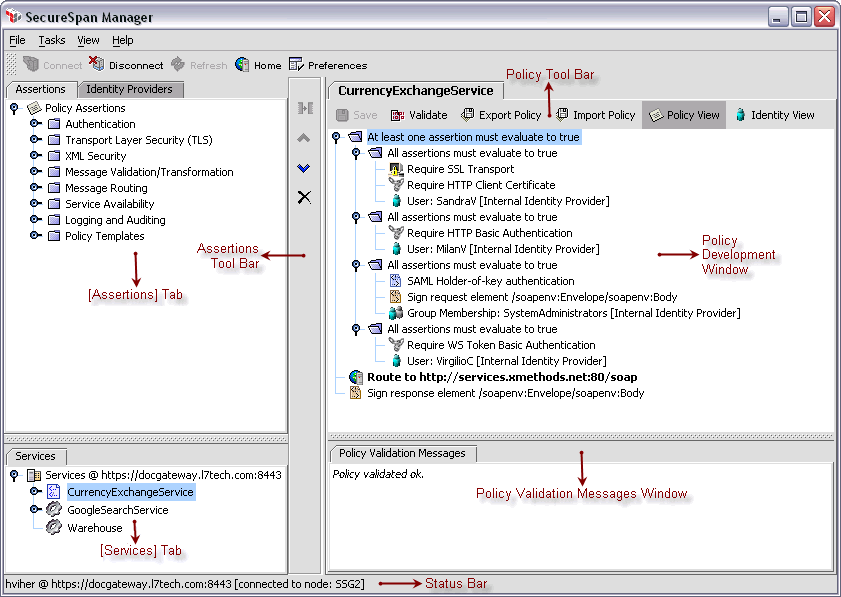 SecureSpan Manager
File Tasks View Help
Connect Disconnect Refresh Home Preferences
Policy Tool Bar
Assertions Identity Providers
CurrencyExchangeService
Save Validate Export Policy Import Policy Policy View Identity View
Policy Assertions
Authentication
Transport Layer Security (TLS)
XML Security
Message Validation/Transformation
Message Routing
Service Availability
Logging and Auditing
Policy Templates
[Assertions] Tab
Assertions
Tool Bar
At least one assertion must evaluate to true
All assertions must evaluate to true
Require SSL Transport
Require HTTP Client Certificate
User: SandraV [Internal Identity Provider]
All assertions must evaluate to true
Require HTTP Basic Authentication
User: MilanV [Internal Identity Provider]
All assertions must evaluate to true
SAML Holder-of-key authentication
Sign request element /soapenv:Envelope/soapenv:Body
Group Membership: SystemAdministrators [Internal Identity Provider]
All assertions must evaluate to true
Require WS Token Basic Authentication
User: VirgilioC [Internal Identity Provider]
Route to http://services.xmethods.net:80/soap
Sign response element /soapenv:Envelope/soapenv:Body
Policy
Development
Window
Services
Services @ https://docgateway.l7tech.com:8443
CurrencyExchangeService
GoogleSearchService
Warehouse
[Services] Tab
Policy Validation Messages
Policy validated ok.
Policy Validation Messages Window
hviher @ https://docgateway.l7tech.com:8443 [connected to node: SSG2]
Status Bar